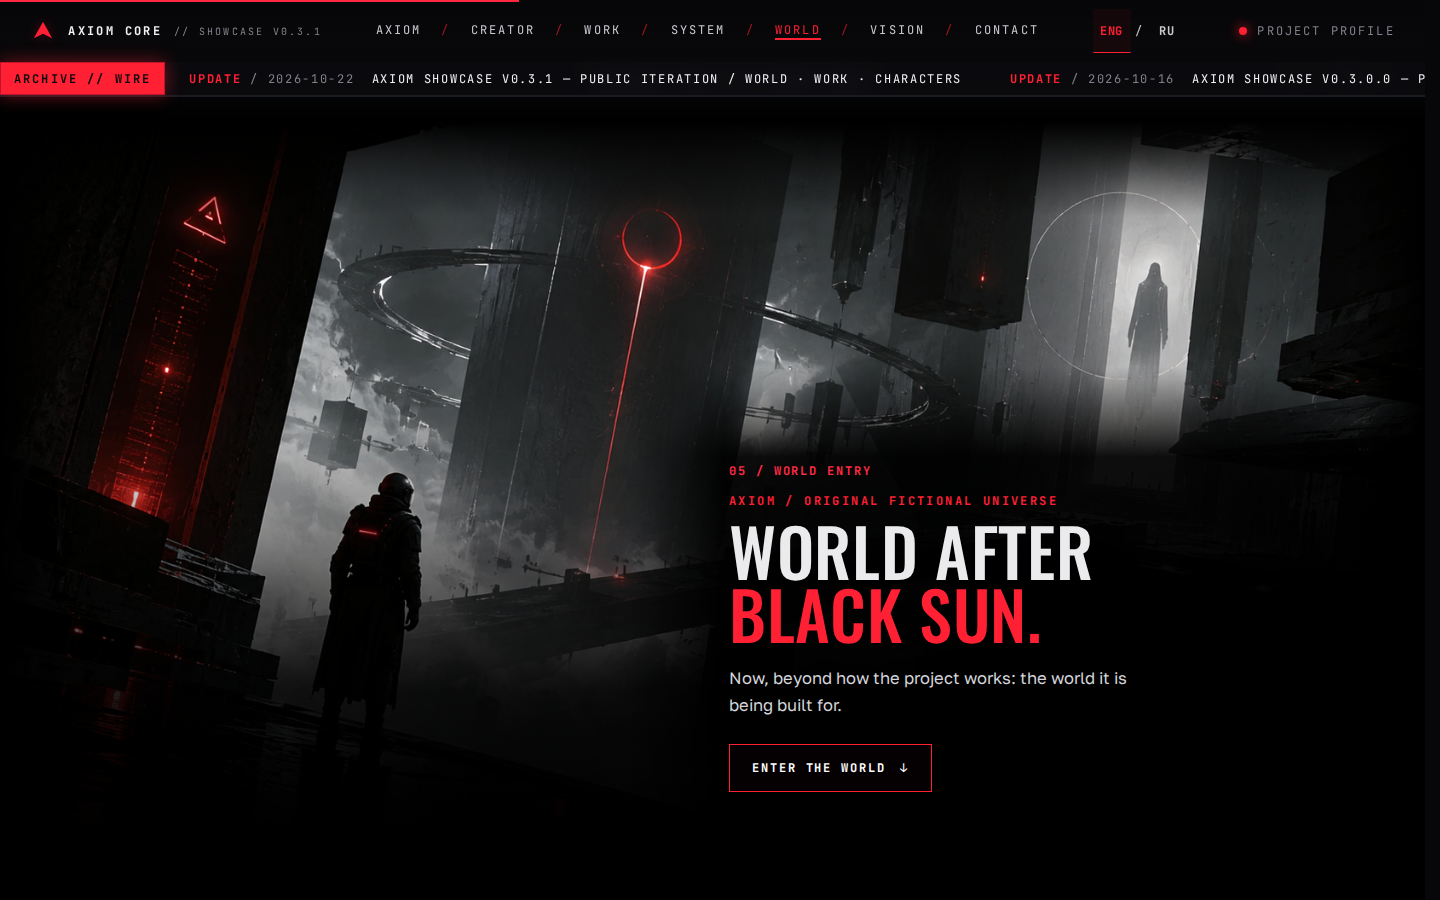 AXIOM CORE // SHOWCASE V0.3.1 AXIOM / CREATOR / WORK / SYSTEM / WORLD / VISION / CONTACT ENG / RU PROJECT PROFILE
ARCHIVE // WIRE UPDATE / 2026-10-22 AXIOM SHOWCASE V0.3.1 — PUBLIC ITERATION / WORLD · WORK · CHARACTERS UPDATE / 2026-10-16 AXIOM SHOWCASE V0.3.0.0 — P
05 / WORLD ENTRY
AXIOM / ORIGINAL FICTIONAL UNIVERSE
WORLD AFTER
BLACK SUN.
Now, beyond how the project works: the world it is
being built for.
ENTER THE WORLD ↓